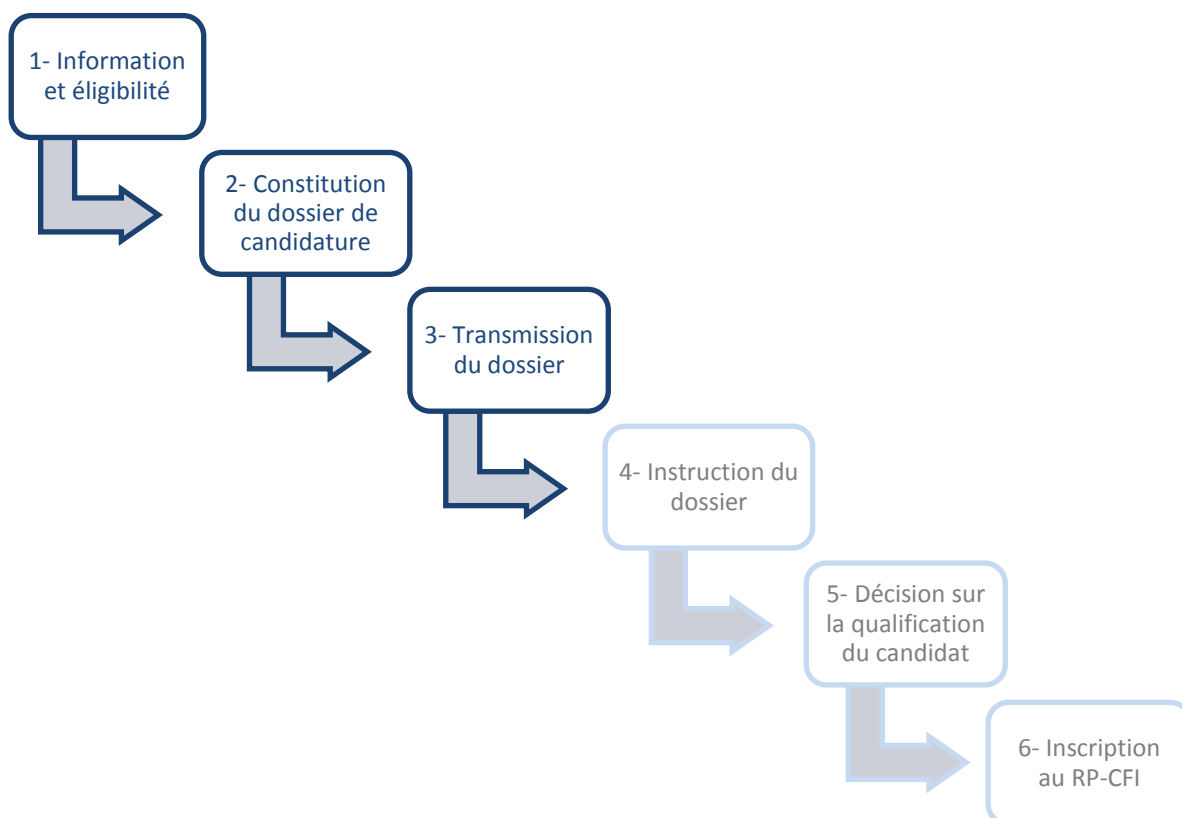 1- Information
et éligibilité
2- Constitution
du dossier de
candidature
3- Transmission
du dossier
4- Instruction du
dossier
5- Décision sur
la qualification
du candidat
6- Inscription
au RP-CFI